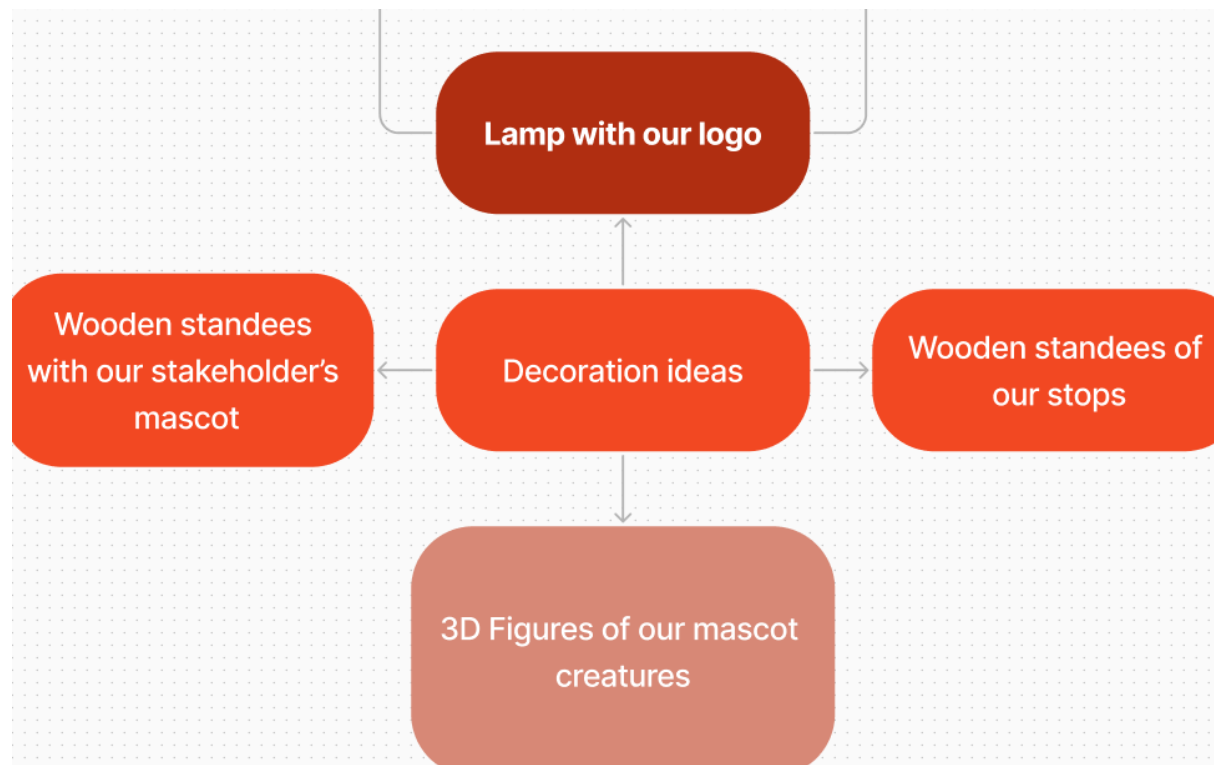 Lamp with our logo
Wooden standees
with our stakeholder’s
mascot
Decoration ideas
Wooden standees of
our stops
3D Figures of our mascot
creatures